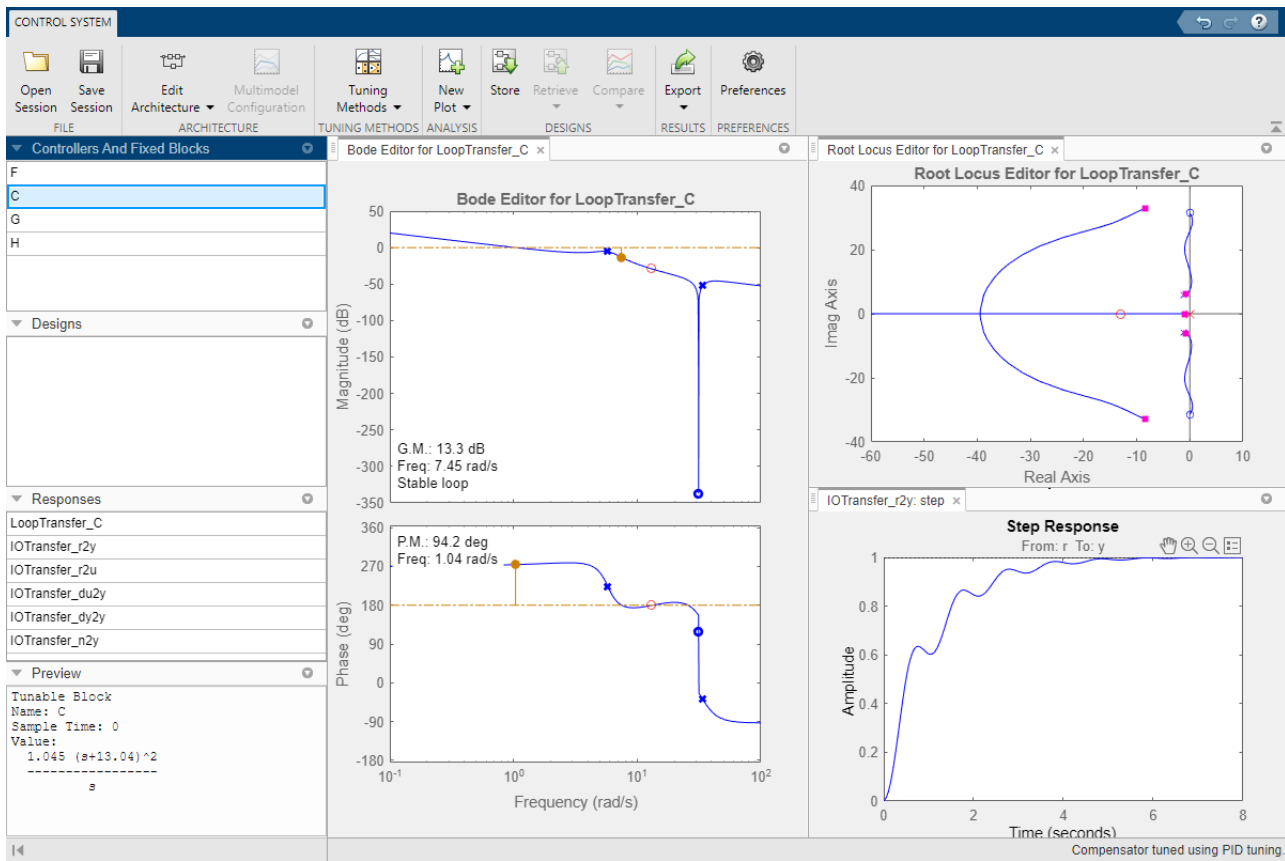 CONTROL SYSTEM
Open Session
Save Session
Edit Architecture
Multimodel Configuration
Tuning Methods
New Plot
Store
Retrieve
Compare
Export
Preferences
FILE
ARCHITECTURE
TUNING METHODS
ANALYSIS
DESIGNS
RESULTS
PREFERENCES
Controllers And Fixed Blocks
F
C
G
H
Designs
Responses
LoopTransfer_C
IOTransfer_r2y
IOTransfer_r2u
IOTransfer_du2y
IOTransfer_dy2y
IOTransfer_n2y
Preview
Tunable Block
Name: C
Sample Time: 0
Value:
1.045 (s+13.04)^2
-----------------
s
Bode Editor for LoopTransfer_C ×
Bode Editor for LoopTransfer_C
50
0
-50
-100
-150
-200
-250
-300
-350
Magnitude (dB)
G.M.: 13.3 dB
Freq: 7.45 rad/s
Stable loop
360
270
180
90
0
-90
-180
Phase (deg)
P.M.: 94.2 deg
Freq: 1.04 rad/s
10^-1
10^0
10^1
10^2
Frequency (rad/s)
Root Locus Editor for LoopTransfer_C ×
Root Locus Editor for LoopTransfer_C
40
20
0
-20
-40
Imag Axis
-60 -50 -40 -30 -20 -10 0 10
Real Axis
IOTransfer_r2y: step ×
Step Response
From: r To: y
1
0.8
0.6
0.4
0.2
0
Amplitude
0 2 4 6 8
Time (seconds)
Compensator tuned using PID tuning.